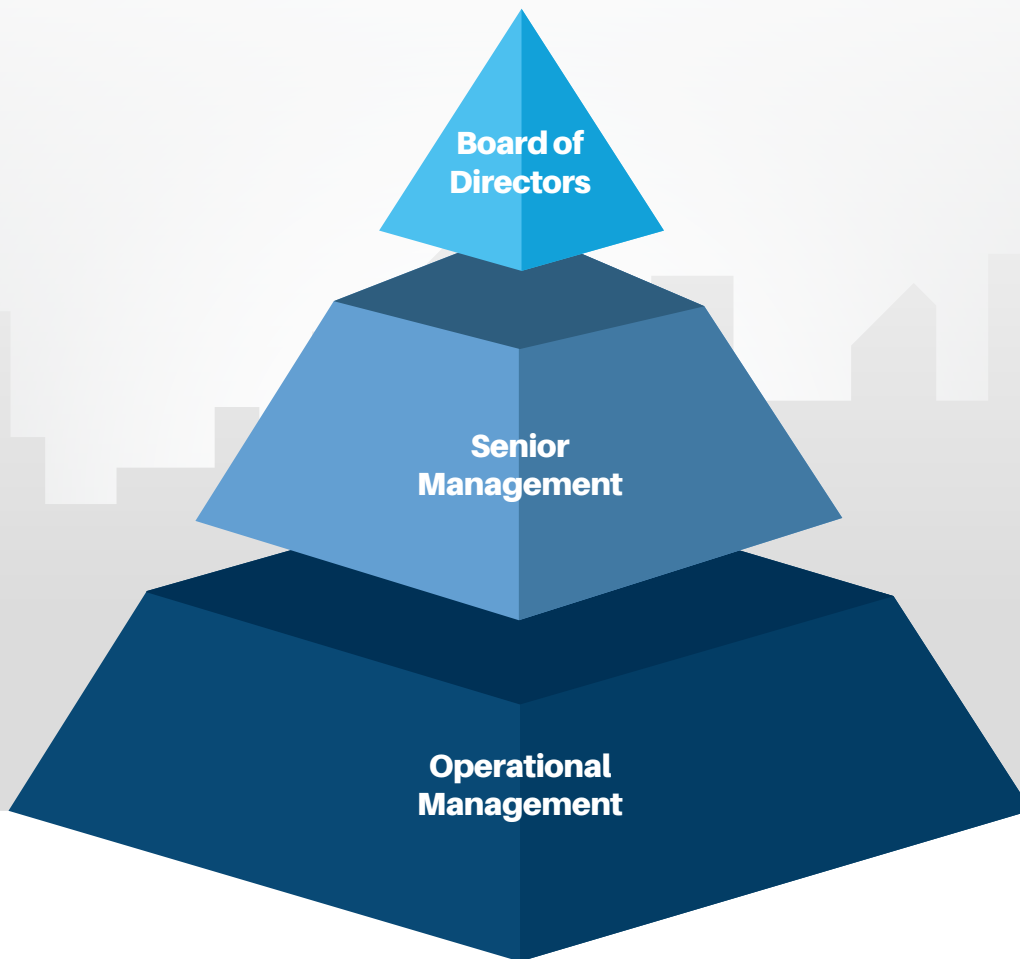 Board of
Directors
Senior
Management
Operational
Management